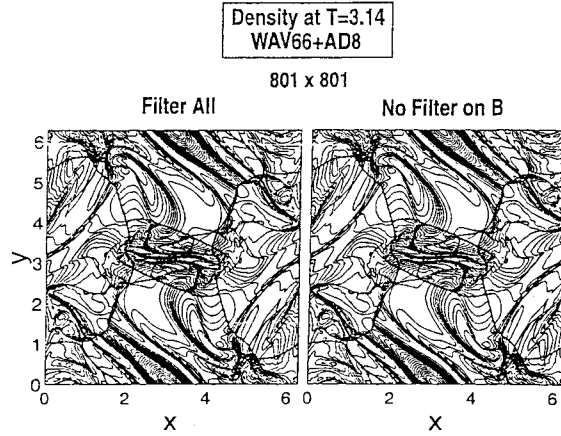 Density at T=3.14
WAV66+AD8
801 x 801
Filter All
No Filter on B
6
5
4
3
2
1
0
y
0 2 4 6
0 2 4 6
x
x